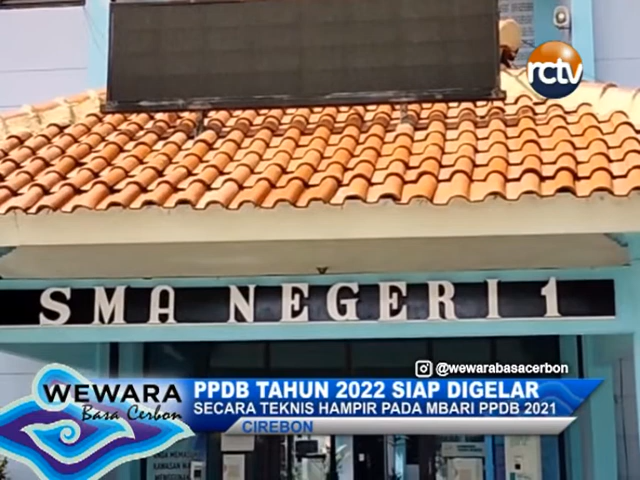 rctv
SMA NEGERI 1
@wewarabasacerbon
WEWARA
Basa Cerbon
PPDB TAHUN 2022 SIAP DIGELAR
SECARA TEKNIS HAMPIR PADA MBARI PPDB 2021
CIREBON
KAWASAN